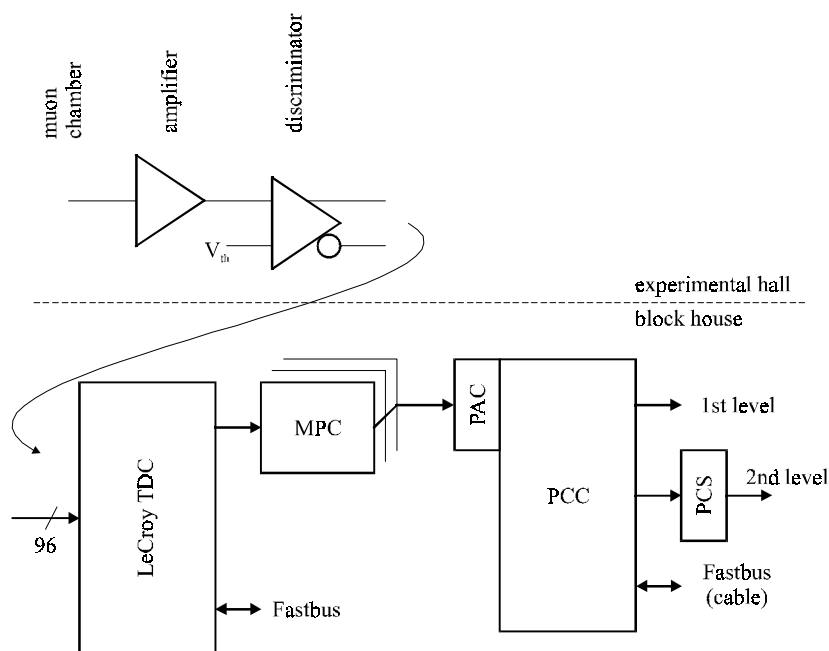 muon
chamber
amplifier
discriminator
Vth
experimental hall
block house
LeCroy TDC
MPC
PAC
PCC
1st level
PCS
2nd level
96
Fastbus
Fastbus
(cable)